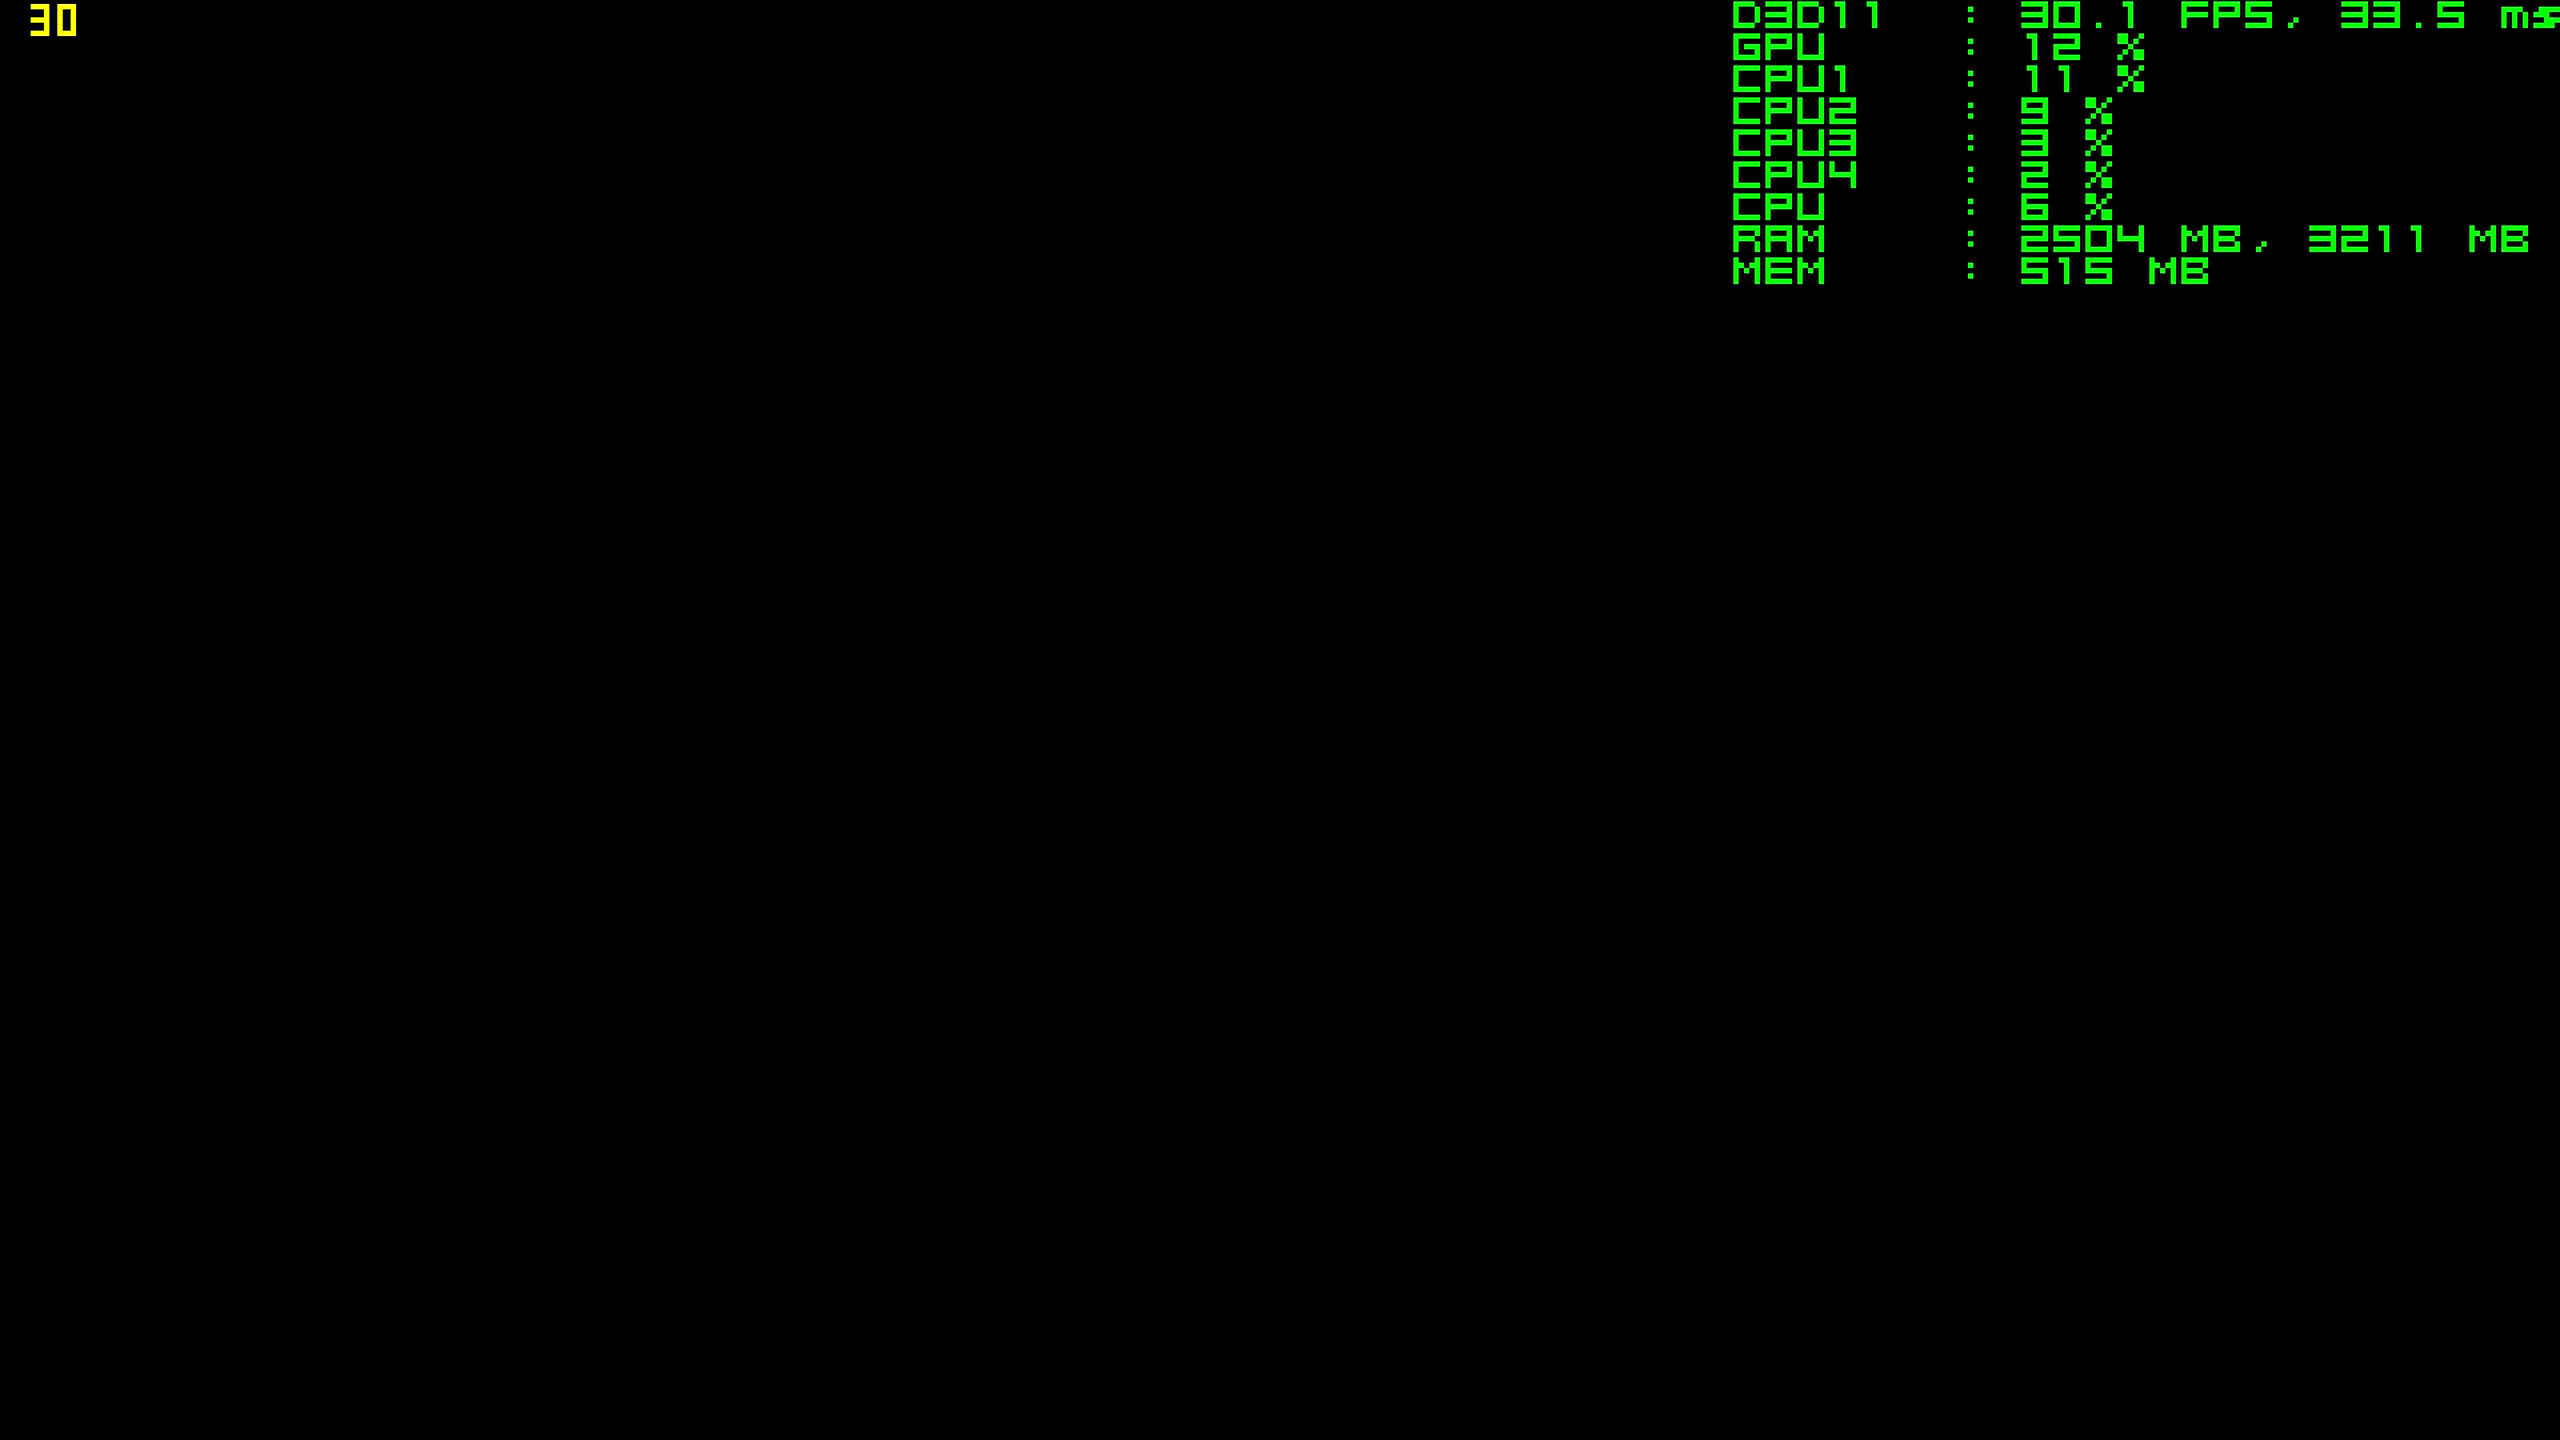 30
D3D11 : 30.1 FPS, 33.5 ms
GPU : 12 %
CPU1 : 11 %
CPU2 : 9 %
CPU3 : 3 %
CPU4 : 2 %
CPU : 6 %
RAM : 2504 MB, 3211 MB
MEM : 515 MB